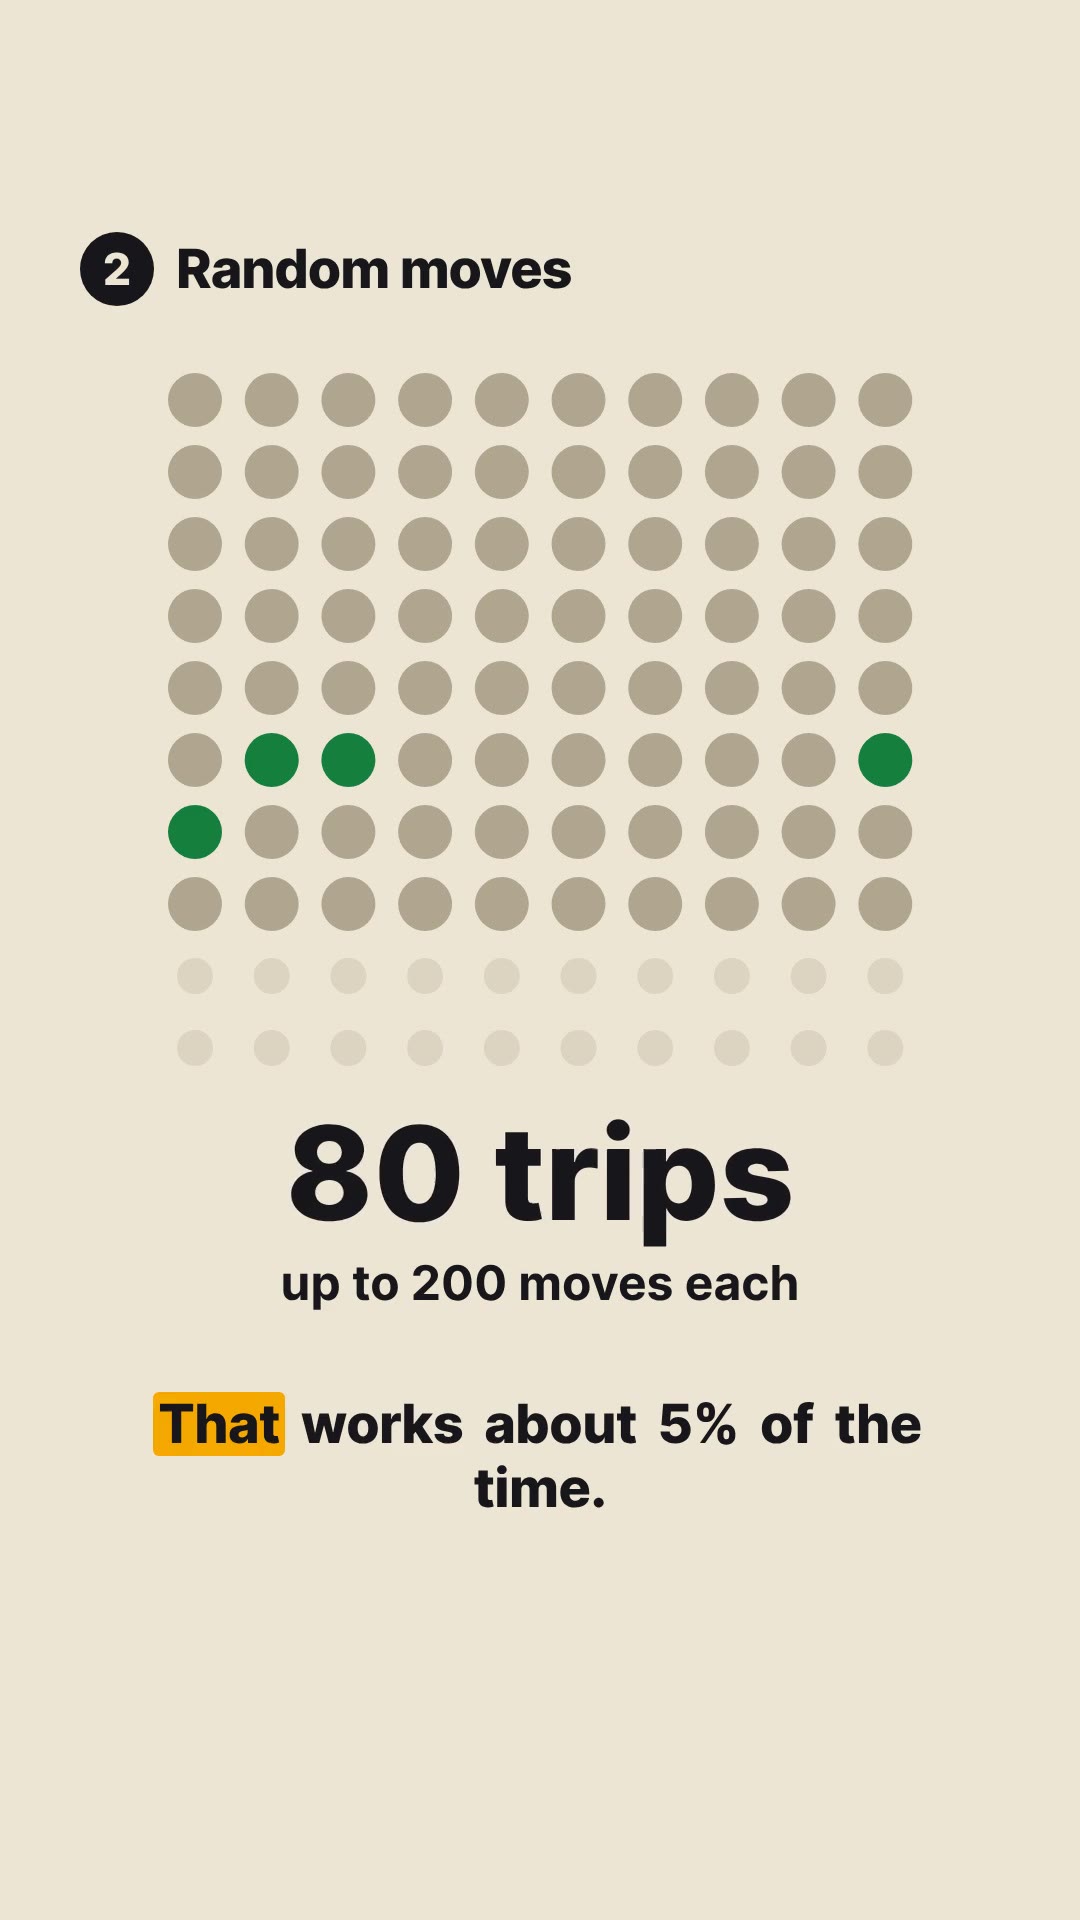 2 Random moves
80 trips
up to 200 moves each
That works about 5% of the
time.